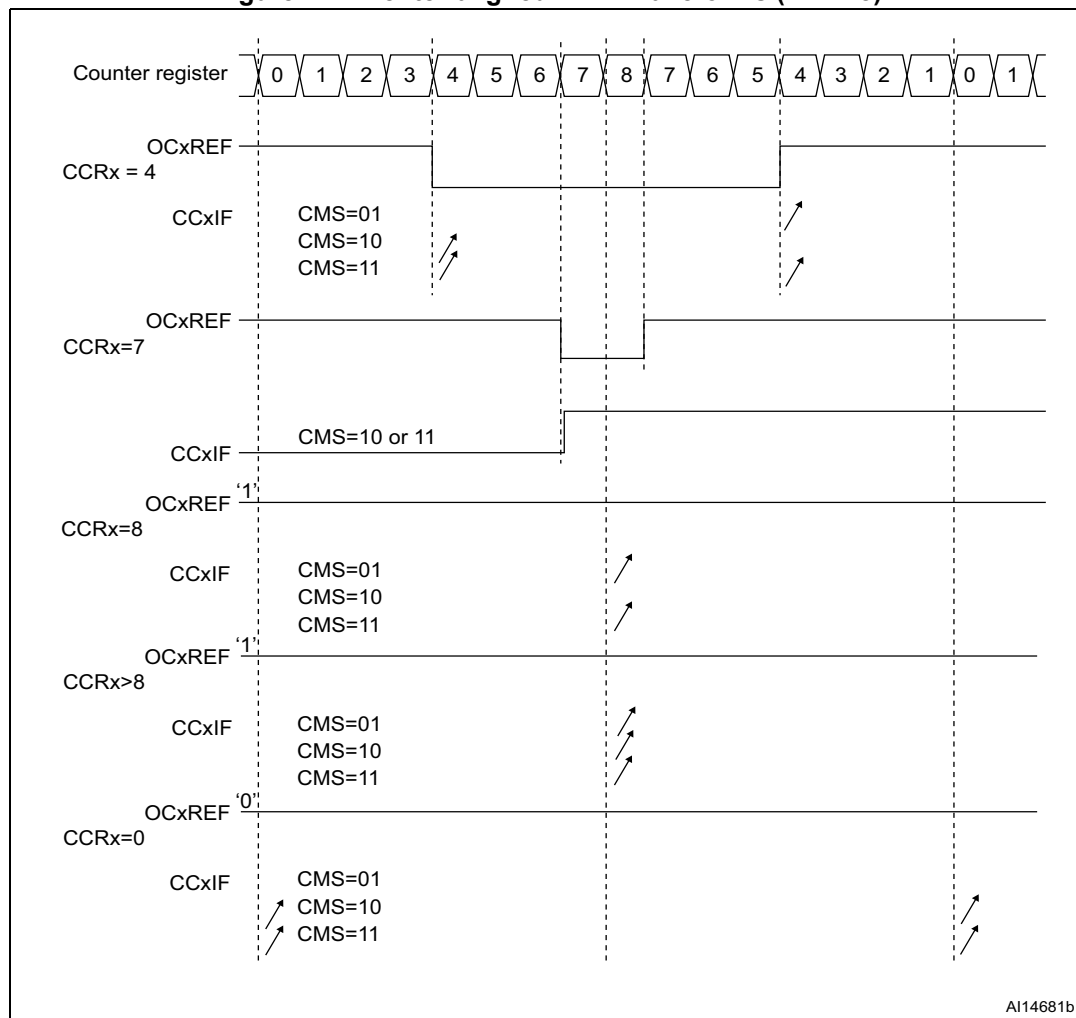 Counter register 0 1 2 3 4 5 6 7 8 7 6 5 4 3 2 1 0 1
OCxREF
CCRx = 4
CCxIF
CMS=01
CMS=10
CMS=11
OCxREF
CCRx=7
CMS=10 or 11
CCxIF
OCxREF '1'
CCRx=8
CCxIF
CMS=01
CMS=10
CMS=11
OCxREF '1'
CCRx>8
CCxIF
CMS=01
CMS=10
CMS=11
OCxREF '0'
CCRx=0
CCxIF
CMS=01
CMS=10
CMS=11
AI14681b